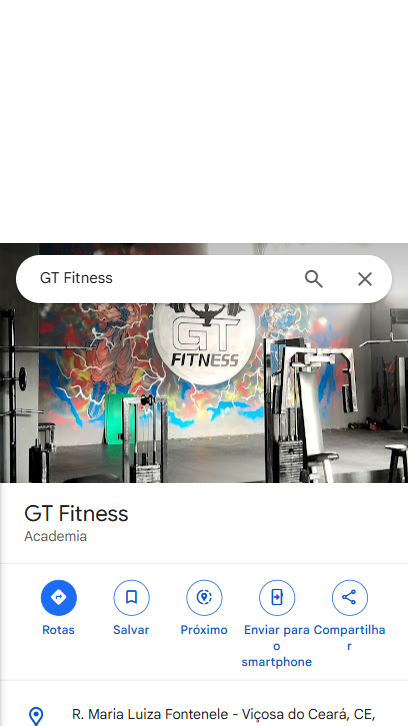 GT Fitness
GT
FITNESS
GT Fitness
Academia
Rotas
Salvar
Próximo
Enviar para o smartphone
Compartilhar
R. Maria Luiza Fontenele - Viçosa do Ceará, CE,